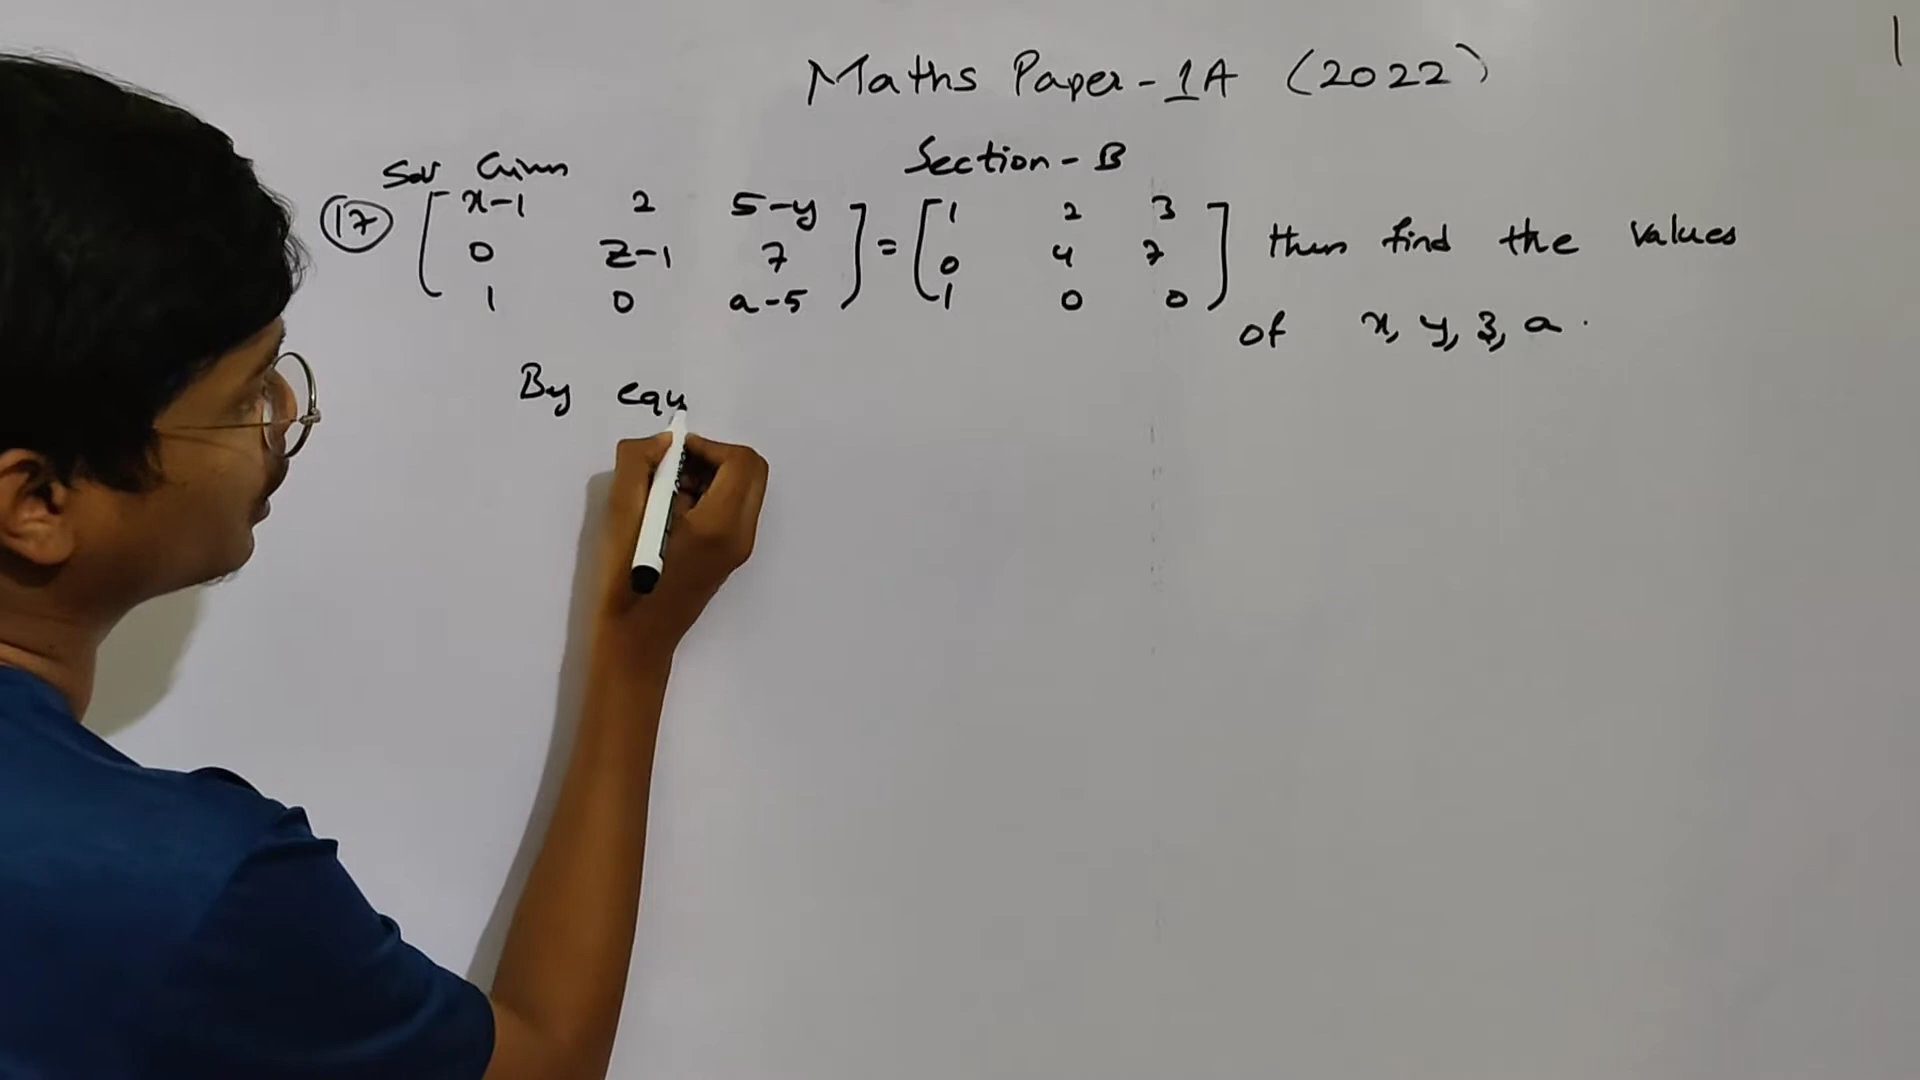 Maths Paper - 1A (2022)
Section - B
Sol Given
17 [ x-1 2 5-y ] = [ 1 2 3 ] then find the values
0 z-1 7 0 4 7
1 0 a-5 1 0 0
of x, y, z, a.
By equ